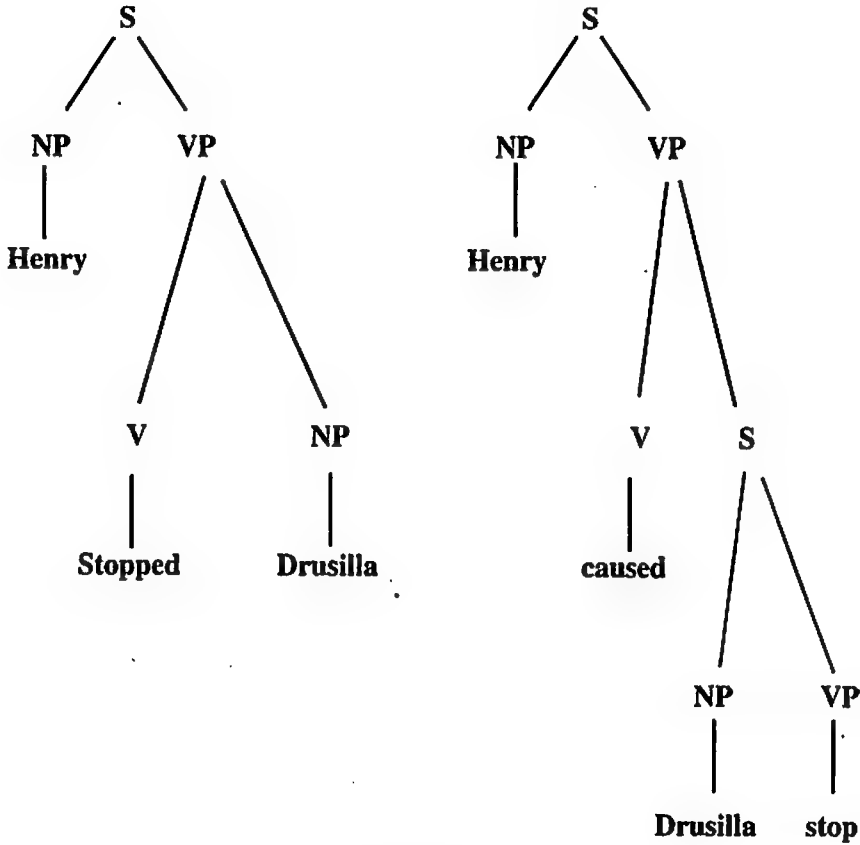 S S
NP VP NP VP
Henry Henry
V NP V S
Stopped Drusilla caused
NP VP
Drusilla stop